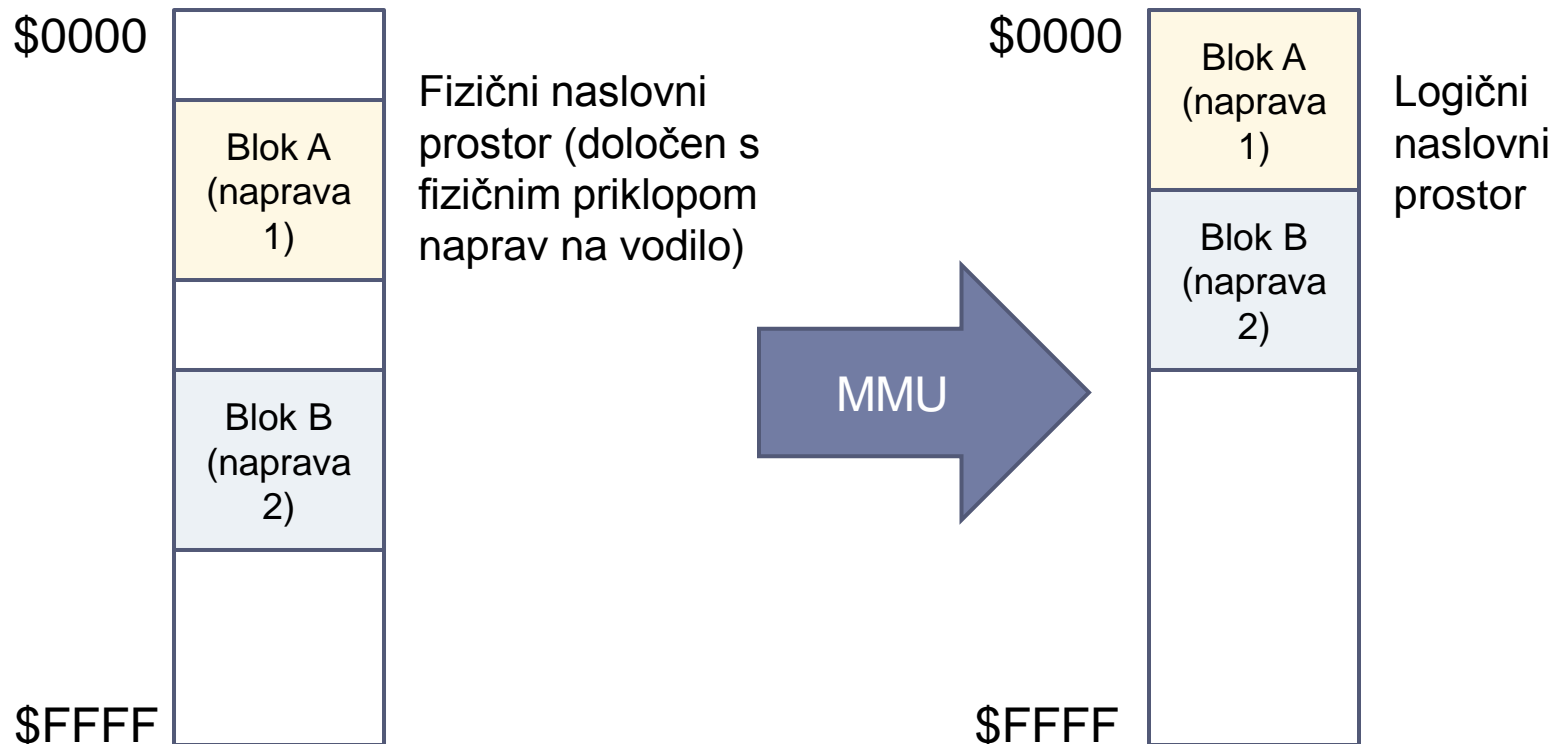 $0000
Blok A
(naprava
1)
Blok B
(naprava
2)
$FFFF
Fizični naslovni
prostor (določen s
fizičnim priklopom
naprav na vodilo)
MMU
$0000
Blok A
(naprava
1)
Blok B
(naprava
2)
$FFFF
Logični
naslovni
prostor